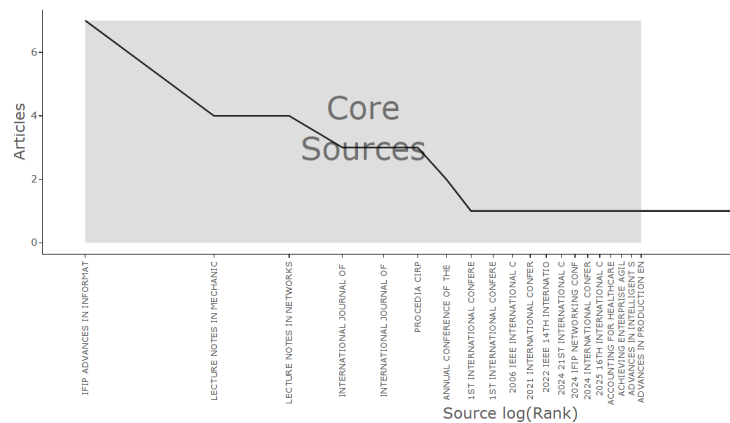 6
4
2
0
Articles
Core
Sources
IFIP ADVANCES IN INFORMAT
LECTURE NOTES IN MECHANIC
LECTURE NOTES IN NETWORKS
INTERNATIONAL JOURNAL OF
INTERNATIONAL JOURNAL OF
PROCEDIA CIRP
ANNUAL CONFERENCE OF THE
1ST INTERNATIONAL CONFERE
1ST INTERNATIONAL CONFERE
2006 IEEE INTERNATIONAL C
2021 INTERNATIONAL CONFER
2022 IEEE 14TH INTERNATIO
2024 21ST INTERNATIONAL C
2024 IFIP NETWORKING CONF
2024 INTERNATIONAL CONFER
2025 16TH INTERNATIONAL C
ACCOUNTING FOR HEALTHCARE
ACHIEVING ENTERPRISE AGIL
ADVANCES IN INTELLIGENT S
ADVANCES IN PRODUCTION EN
Source log(Rank)